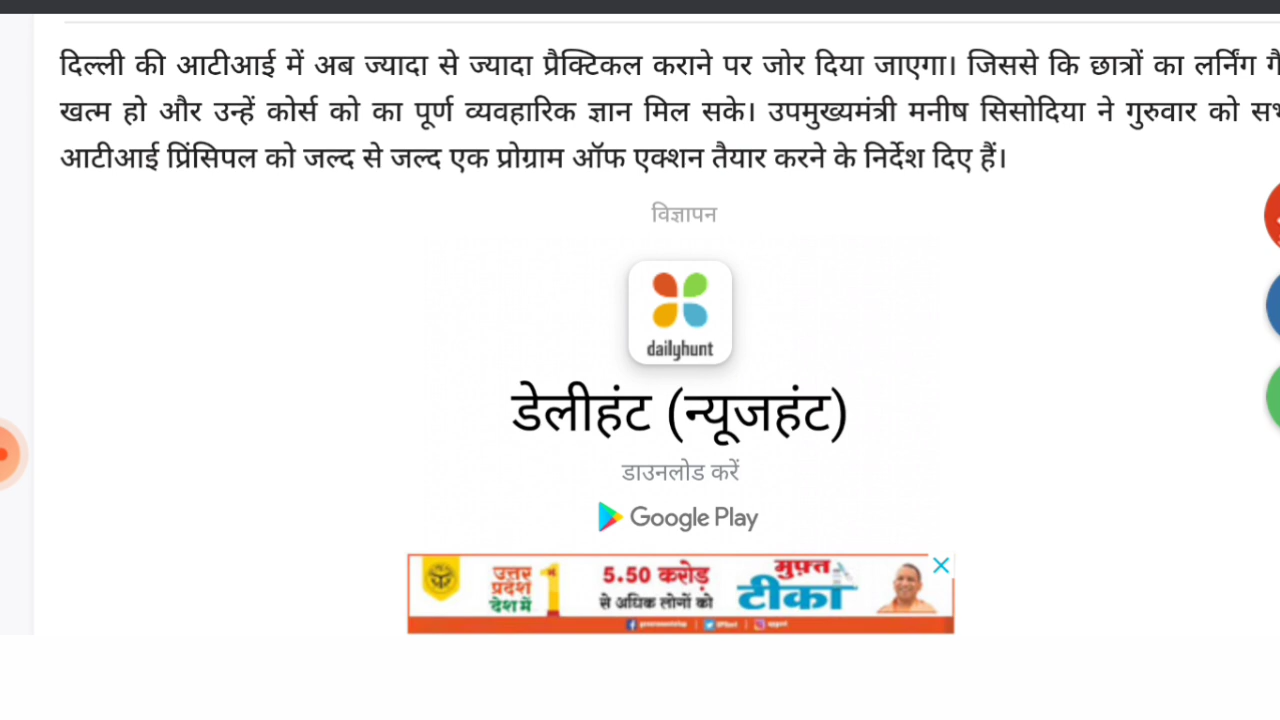 दिल्ली की आटीआई में अब ज्यादा से ज्यादा प्रैक्टिकल कराने पर जोर दिया जाएगा। जिससे कि छात्रों का लर्निंग
खत्म हो और उन्हें कोर्स को का पूर्ण व्यवहारिक ज्ञान मिल सके। उपमुख्यमंत्री मनीष सिसोदिया ने गुरुवार को
आटीआई प्रिंसिपल को जल्द से जल्द एक प्रोग्राम ऑफ एक्शन तैयार करने के निर्देश दिए हैं।
विज्ञापन
dailyhunt
डेलीहंट (न्यूजहंट)
डाउनलोड करें
Google Play
उत्तर प्रदेश देश में 1
5.50 करोड़
से अधिक लोगों को
मुफ़्त
टीका